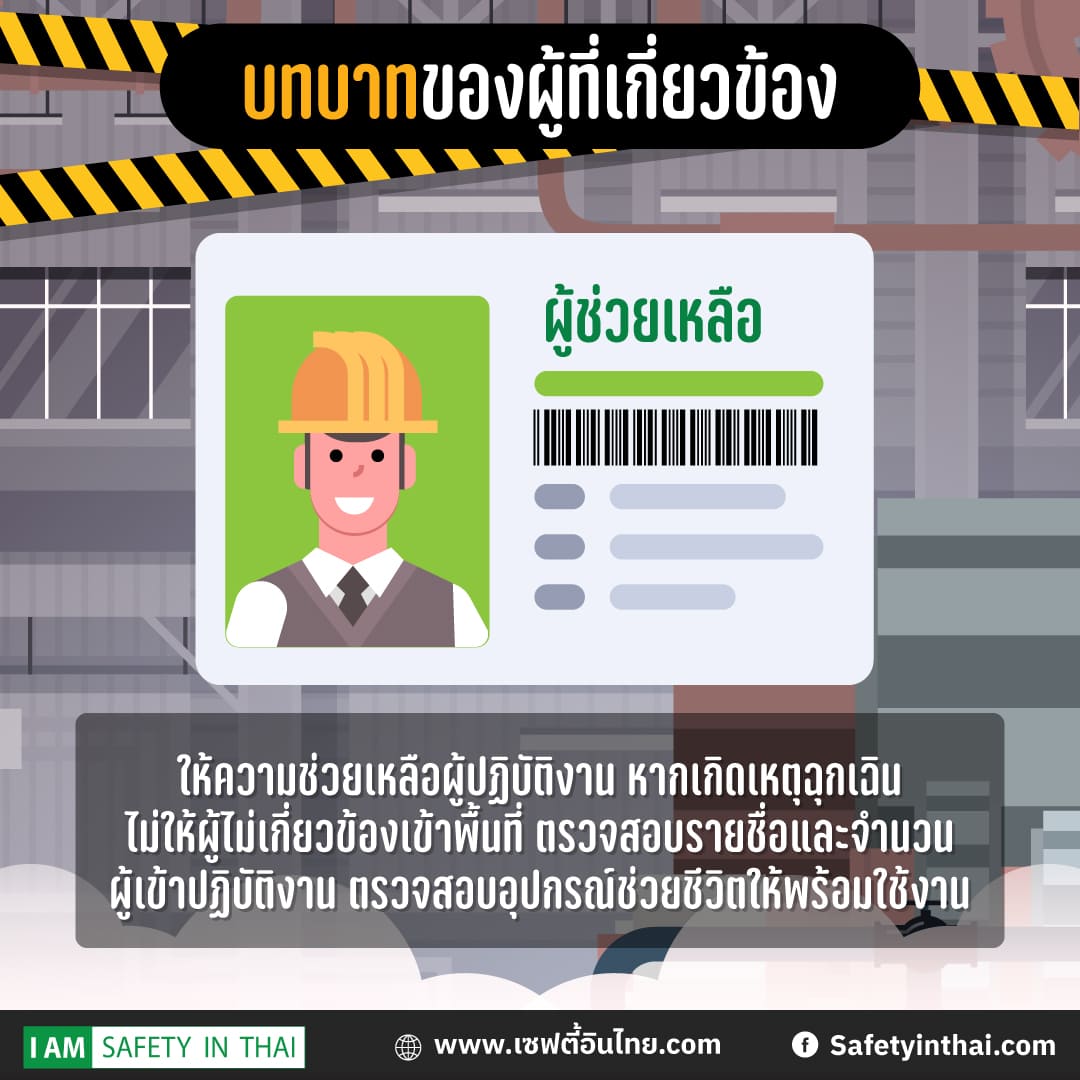 บทบาทของผู้ที่เกี่ยวข้อง
ผู้ช่วยเหลือ
ให้ความช่วยเหลือผู้ปฏิบัติงาน หากเกิดเหตุฉุกเฉิน
ไม่ให้ผู้ไม่เกี่ยวข้องเข้าพื้นที่ ตรวจสอบรายชื่อและจำนวน
ผู้เข้าปฏิบัติงาน ตรวจสอบอุปกรณ์ช่วยชีวิตให้พร้อมใช้งาน
I AM SAFETY IN THAI
www.เซฟตี้อินไทย.com
Safetyinthai.com